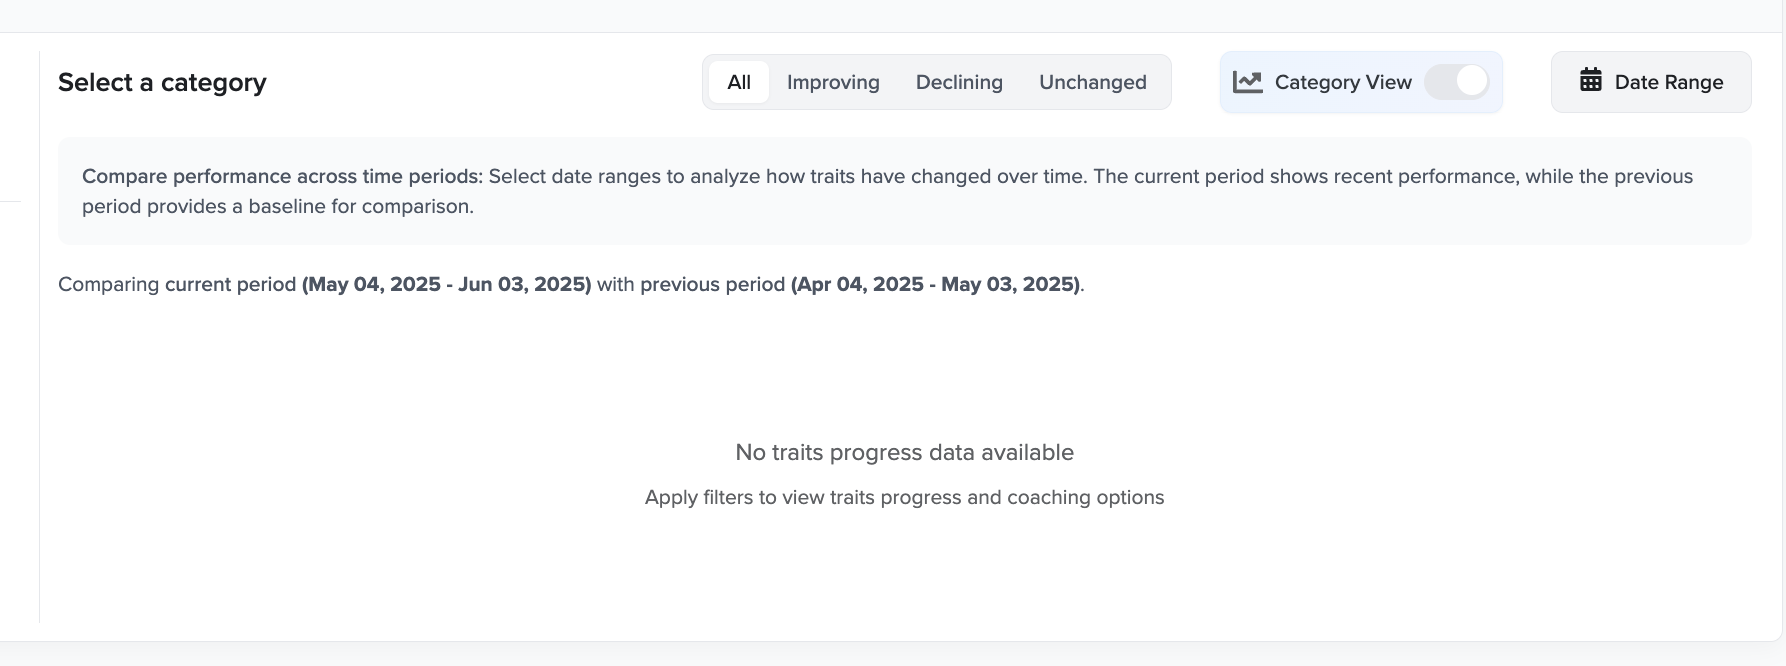 Select a category
All
Improving
Declining
Unchanged
Category View
Date Range
Compare performance across time periods: Select date ranges to analyze how traits have changed over time. The current period shows recent performance, while the previous
period provides a baseline for comparison.
Comparing current period (May 04, 2025 - Jun 03, 2025) with previous period (Apr 04, 2025 - May 03, 2025).
No traits progress data available
Apply filters to view traits progress and coaching options